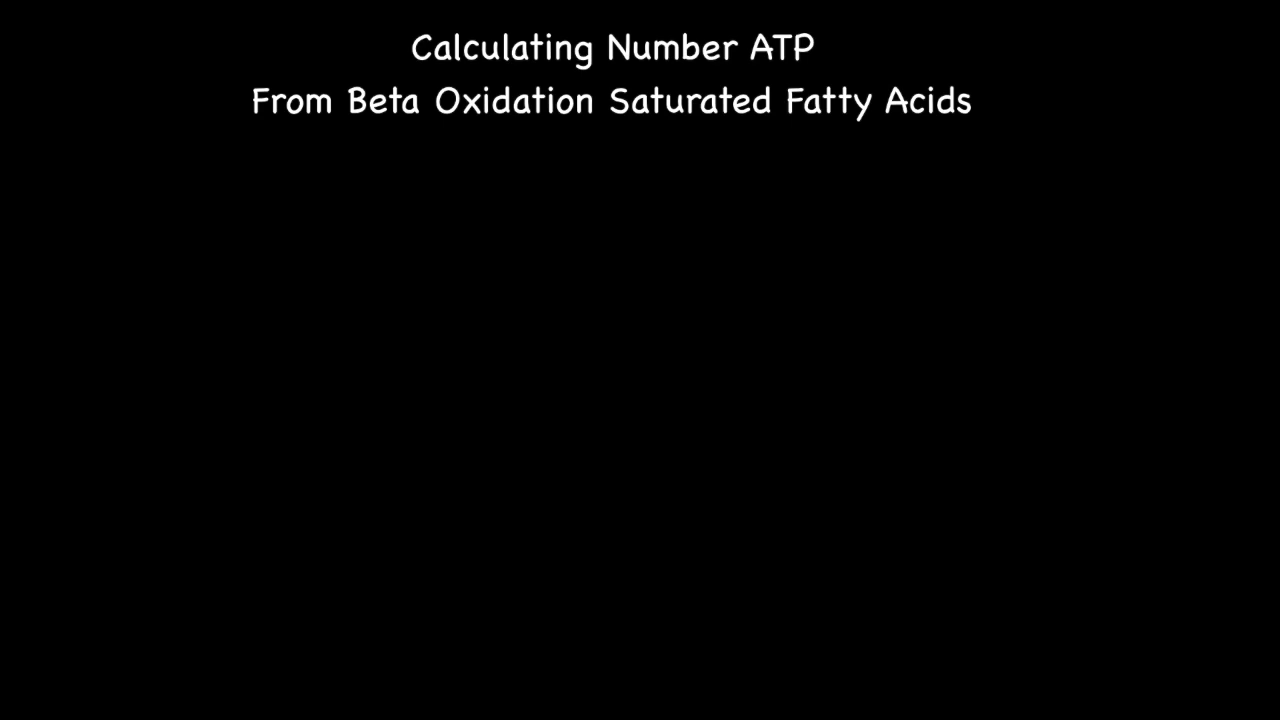 Calculating Number ATP
From Beta Oxidation Saturated Fatty Acids